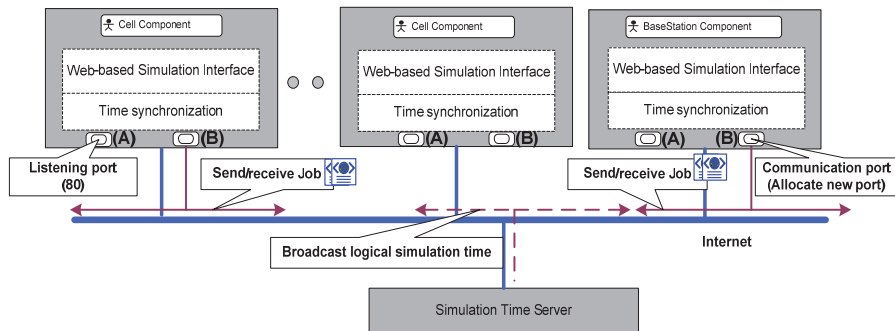 Cell Component
Cell Component
BaseStation Component
Web-based Simulation Interface
Web-based Simulation Interface
Web-based Simulation Interface
Time synchronization
Time synchronization
Time synchronization
(A)
(B)
(A)
(B)
(A)
(B)
Listening port
(80)
Send/receive Job
Send/receive Job
Communication port
(Allocate new port)
Broadcast logical simulation time
Internet
Simulation Time Server